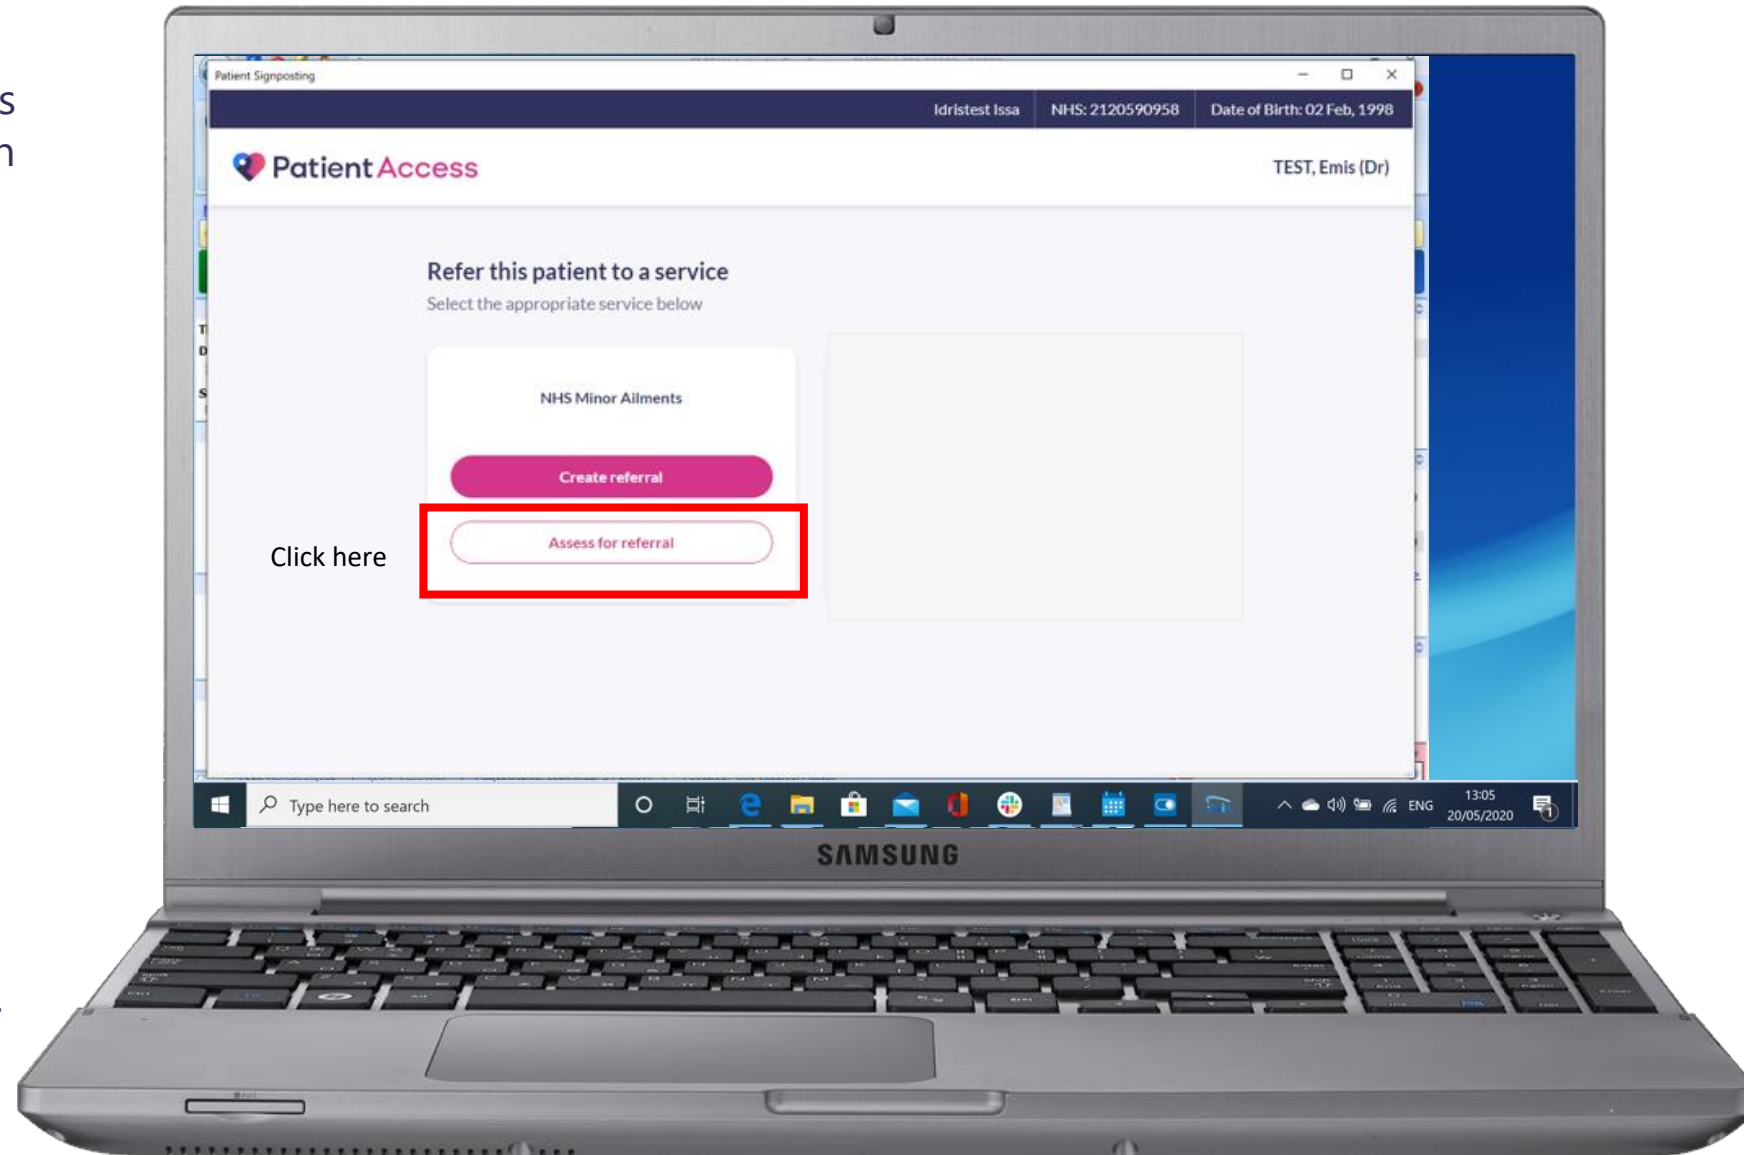 s
n
Patient Signposting
Idristest Issa NHS: 2120590958 Date of Birth: 02 Feb, 1998
Patient Access
TEST, Emis (Dr)
Refer this patient to a service
Select the appropriate service below
NHS Minor Ailments
Create referral
Assess for referral
Click here
Type here to search
ENG
13:05
20/05/2020
1
SAMSUNG